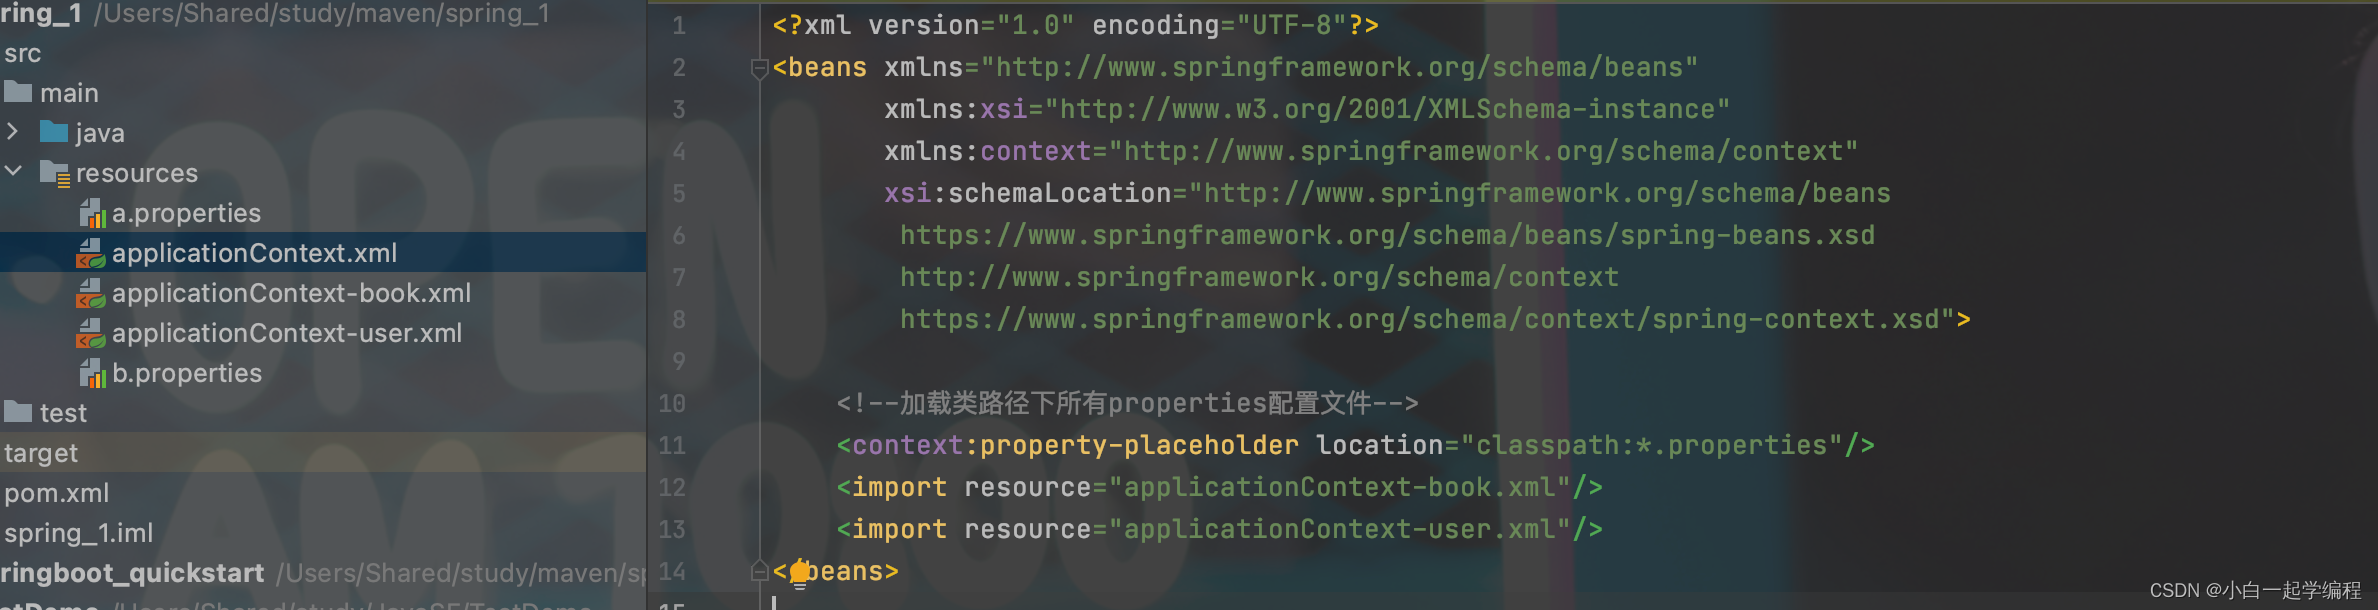 ring_1 /Users/Shared/study/maven/spring_1
src
main
java
resources
a.properties
applicationContext.xml
applicationContext-book.xml
applicationContext-user.xml
b.properties
test
target
pom.xml
spring_1.iml
ringboot_quickstart /Users/Shared/study/maven/sp
OPEN
AM 10:00
1 <?xml version="1.0" encoding="UTF-8"?>
2 <beans xmlns="http://www.springframework.org/schema/beans"
3 xmlns:xsi="http://www.w3.org/2001/XMLSchema-instance"
4 xmlns:context="http://www.springframework.org/schema/context"
5 xsi:schemaLocation="http://www.springframework.org/schema/beans
6 https://www.springframework.org/schema/beans/spring-beans.xsd
7 http://www.springframework.org/schema/context
8 https://www.springframework.org/schema/context/spring-context.xsd">
9
10 <!--加载类路径下所有properties配置文件-->
11 <context:property-placeholder location="classpath:*.properties"/>
12 <import resource="applicationContext-book.xml"/>
13 <import resource="applicationContext-user.xml"/>
14 </beans>
15
CSDN @小白一起学编程